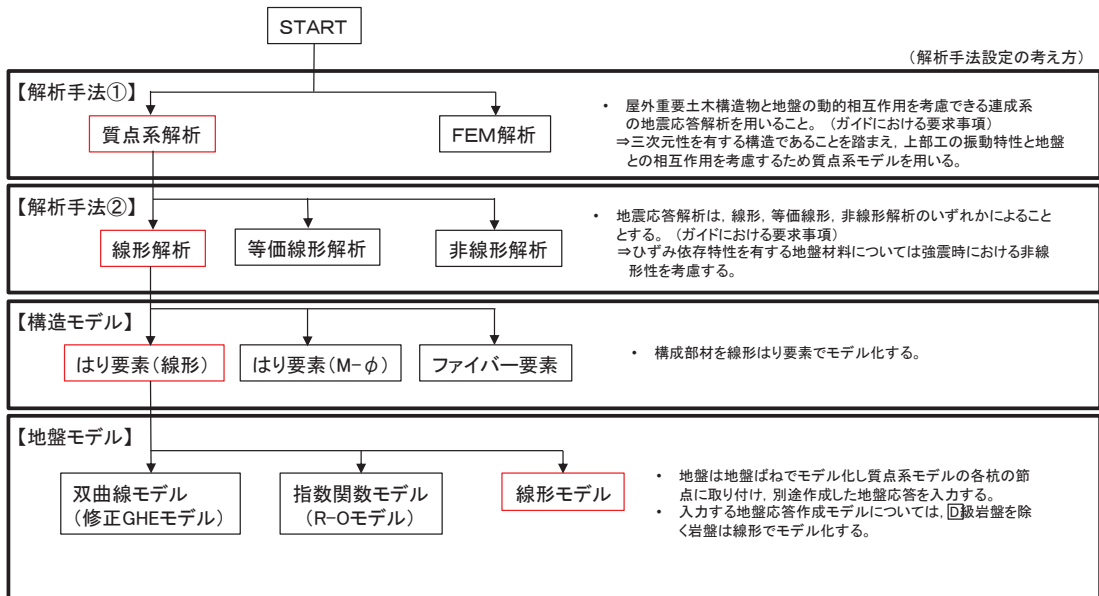 START
(解析手法設定の考え方)
【解析手法①】
質点系解析
FEM解析
・ 屋外重要土木構造物と地盤の動的相互作用を考慮できる連成系
の地震応答解析を用いること。(ガイドにおける要求事項)
⇒三次元性を有する構造であることを踏まえ,上部工の振動特性と地盤
との相互作用を考慮するため質点系モデルを用いる。
【解析手法②】
線形解析
等価線形解析
非線形解析
・ 地震応答解析は,線形,等価線形,非線形解析のいずれかによること
とする。(ガイドにおける要求事項)
⇒ひずみ依存特性を有する地盤材料については強震時における非線
形性を考慮する。
【構造モデル】
はり要素(線形)
はり要素(M-φ)
ファイバー要素
・ 構成部材を線形はり要素でモデル化する。
【地盤モデル】
双曲線モデル
(修正GHEモデル)
指数関数モデル
(R-Oモデル)
線形モデル
・ 地盤は地盤ばねでモデル化し質点系モデルの各杭の節
点に取り付け,別途作成した地盤応答を入力する。
・ 入力する地盤応答作成モデルについては,D級岩盤を除
く岩盤は線形でモデル化する。